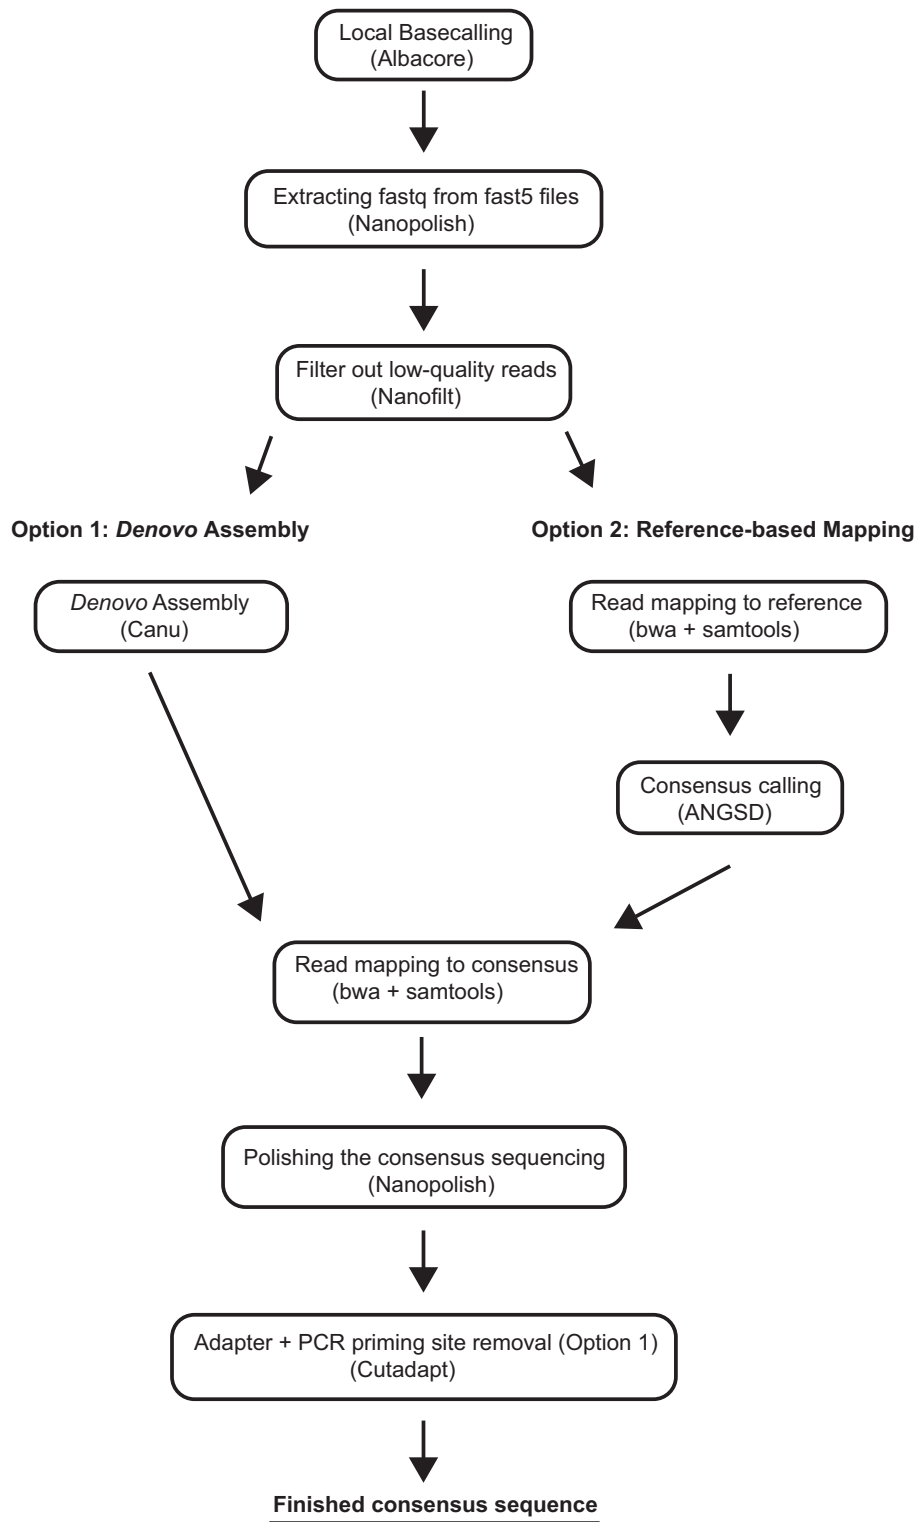 Local Basecalling
(Albacore)
Extracting fastq from fast5 files
(Nanopolish)
Filter out low-quality reads
(Nanofilt)
Option 1: Denovo Assembly
Option 2: Reference-based Mapping
Denovo Assembly
(Canu)
Read mapping to reference
(bwa + samtools)
Consensus calling
(ANGSD)
Read mapping to consensus
(bwa + samtools)
Polishing the consensus sequencing
(Nanopolish)
Adapter + PCR priming site removal (Option 1)
(Cutadapt)
Finished consensus sequence